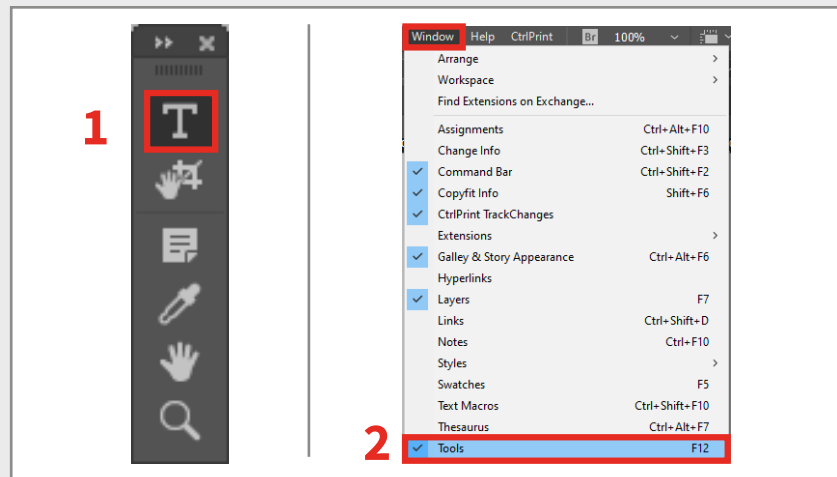 1
T
Window Help CtrlPrint Br 100%
Arrange
Workspace
Find Extensions on Exchange...
Assignments Ctrl+Alt+F10
Change Info Ctrl+Shift+F3
Command Bar Ctrl+Shift+F2
Copyfit Info Shift+F6
CtrlPrint TrackChanges
Extensions
Galley & Story Appearance Ctrl+Alt+F6
Hyperlinks
Layers F7
Links Ctrl+Shift+D
Notes Ctrl+F10
Styles
Swatches F5
Text Macros Ctrl+Shift+F10
Thesaurus Ctrl+Alt+F7
2
Tools F12